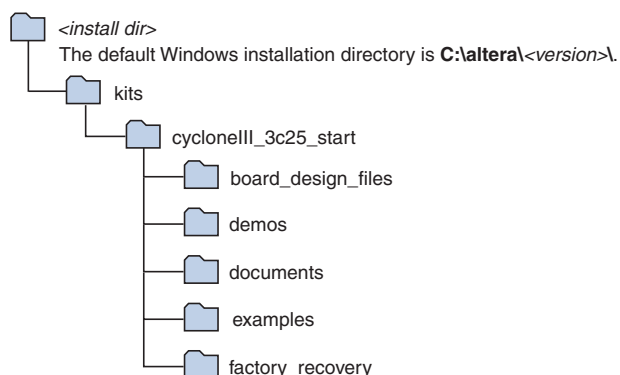 <install dir>
The default Windows installation directory is C:\altera\<version>\.
kits
cycloneIII_3c25_start
board_design_files
demos
documents
examples
factory_recovery